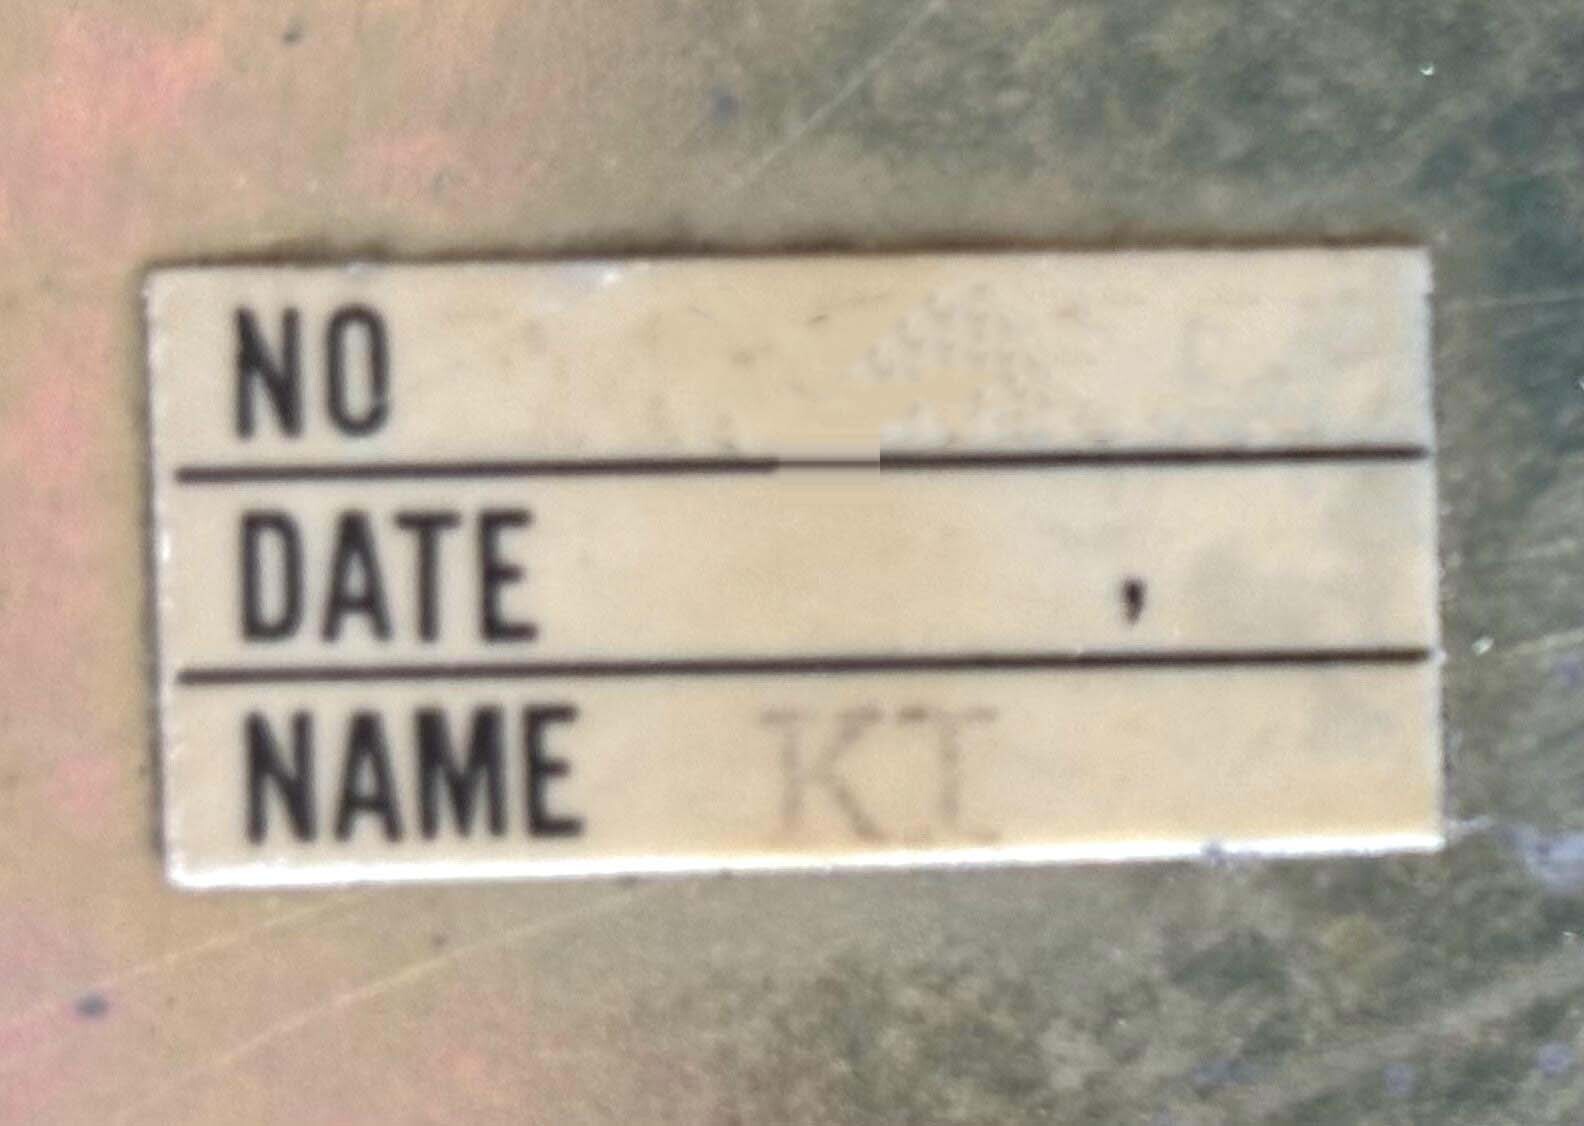 NO
DATE ,
NAME KI